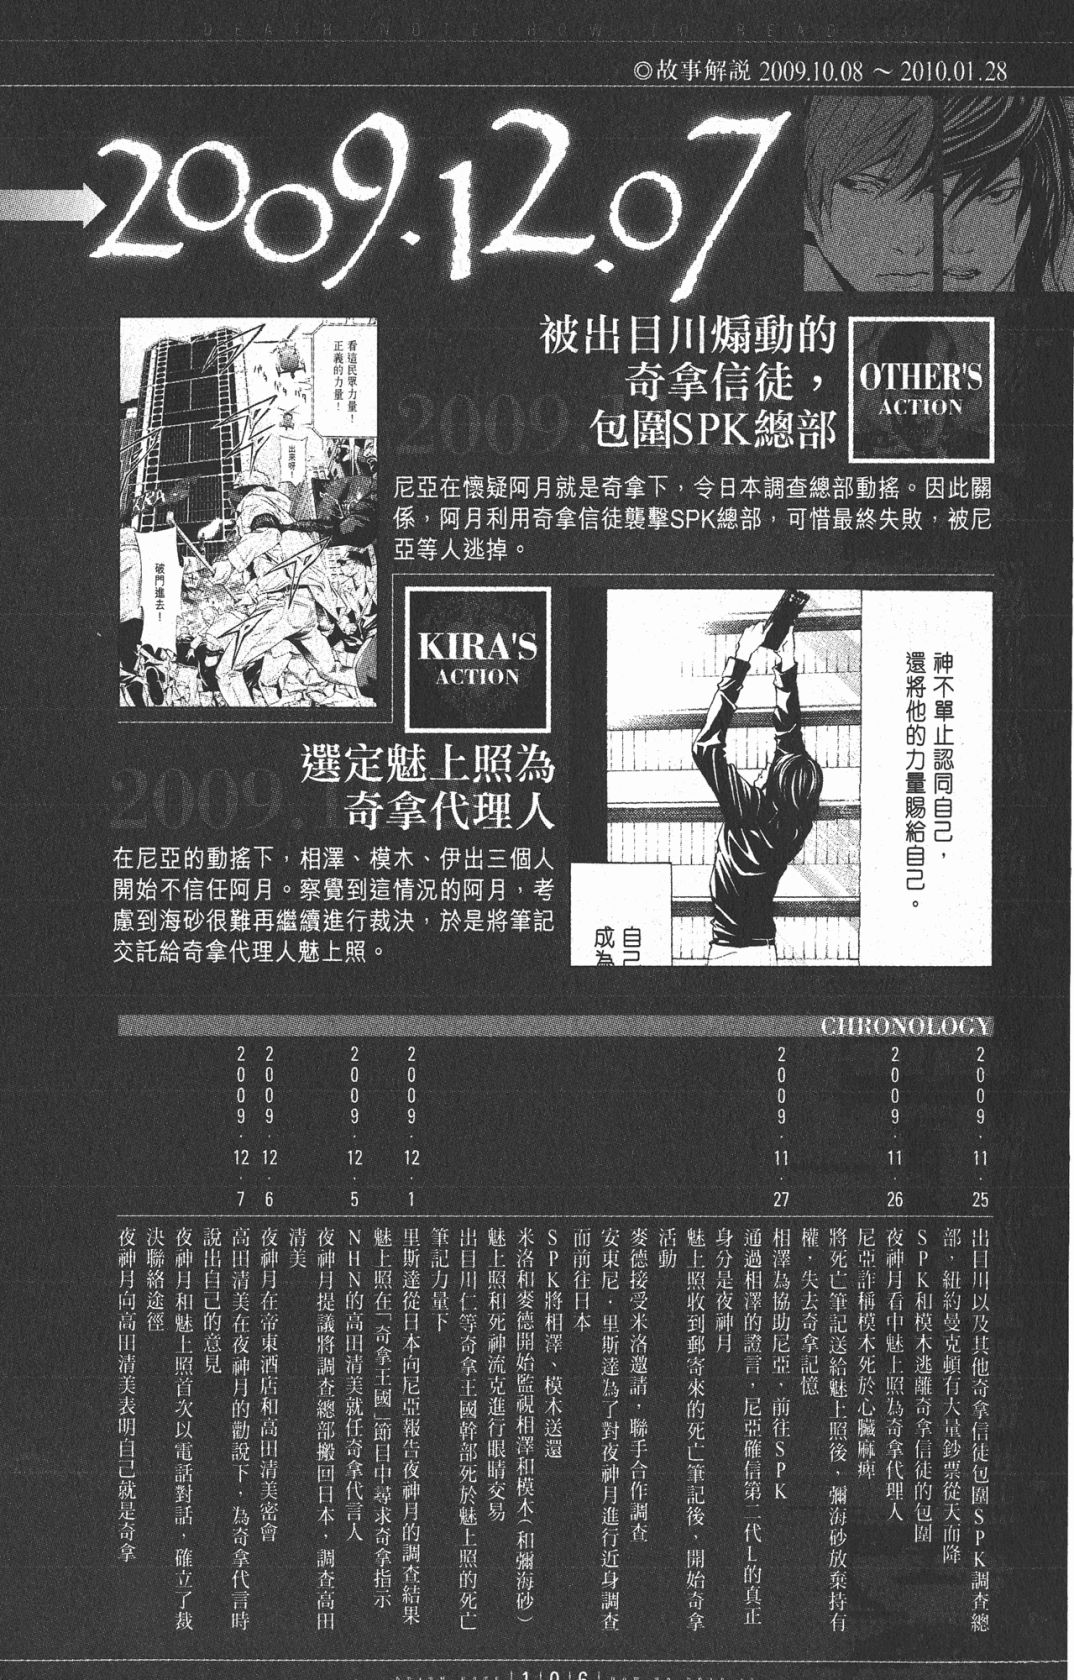 DEATH NOTE HOW TO READ 13
◎故事解説 2009.10.08 ～ 2010.01.28
2009.12.07
被出目川煽動的
奇拿信徒，
包圍SPK總部
OTHER'S
ACTION
尼亞在懷疑阿月就是奇拿下，令日本調查總部動搖。因此關
係，阿月利用奇拿信徒襲擊SPK總部，可惜最終失敗，被尼
亞等人逃掉。
看這民眾力量！
正義的力量！
出來呀！
破門進去！
KIRA'S
ACTION
選定魅上照為
奇拿代理人
在尼亞的動搖下，相澤、模木、伊出三個人
開始不信任阿月。察覺到這情況的阿月，考
慮到海砂很難再繼續進行裁決，於是將筆記
交託給奇拿代理人魅上照。
神不單止認同自己，
還將他的力量賜給自己。
自己
成為
CHRONOLOGY
2009.11.25
出目川以及其他奇拿信徒包圍SPK調查總
部，紐約曼克頓有大量鈔票從天而降
SPK和模木逃離奇拿信徒的包圍
2009.11.26
夜神月看中魅上照為奇拿代理人
尼亞詐稱模木死於心臟麻痺
將死亡筆記送給魅上照後，彌海砂放棄持有
權，失去奇拿記憶
2009.11.27
相澤為協助尼亞，前往SPK
通過相澤的證言，尼亞確信第二代L的真正
身分是夜神月
魅上照收到郵寄來的死亡筆記後，開始奇拿
活動
麥德接受米洛邀請，聯手合作調查
安東尼．里斯達為了對夜神月進行近身調查
而前往日本
SPK將相澤、模木送還
米洛和麥德開始監視相澤和模木（和彌海砂）
魅上照和死神流克進行眼睛交易
出目川仁等奇拿王國幹部死於魅上照的死亡
筆記力量下
2009.12.1
里斯達從日本向尼亞報告夜神月的調查結果
魅上照在「奇拿王國」節目中尋求奇拿指示
2009.12.5
NHN的高田清美就任奇拿代言人
夜神月提議將調查總部搬回日本，調查高田
清美
2009.12.6
夜神月在帝東酒店和高田清美密會
2009.12.7
高田清美在夜神月的勸說下，為奇拿代言時
說出自己的意見
夜神月和魅上照首次以電話對話，確立了裁
決聯絡途徑
夜神月向高田清美表明自己就是奇拿
106